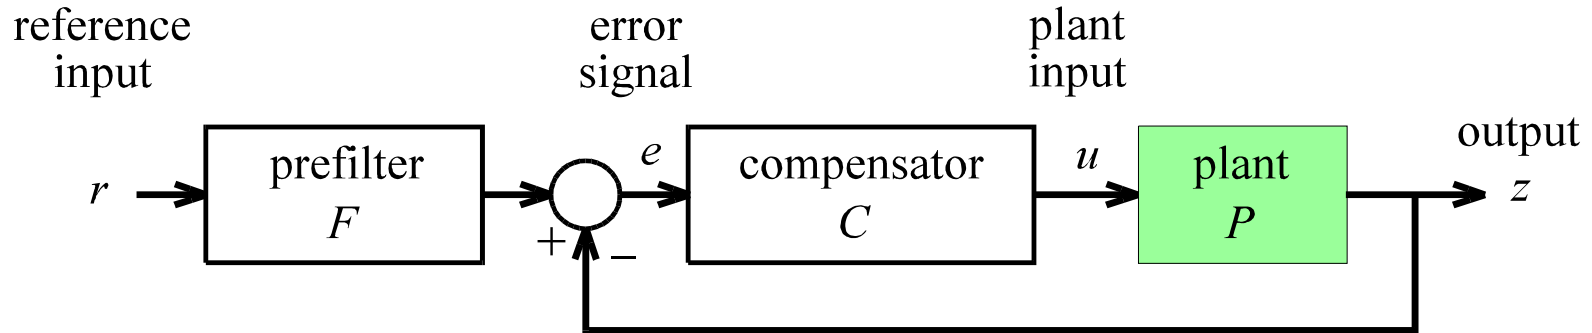 reference
input
error
signal
plant
input
output
r
prefilter
F
e
compensator
C
u
plant
P
z
+
−